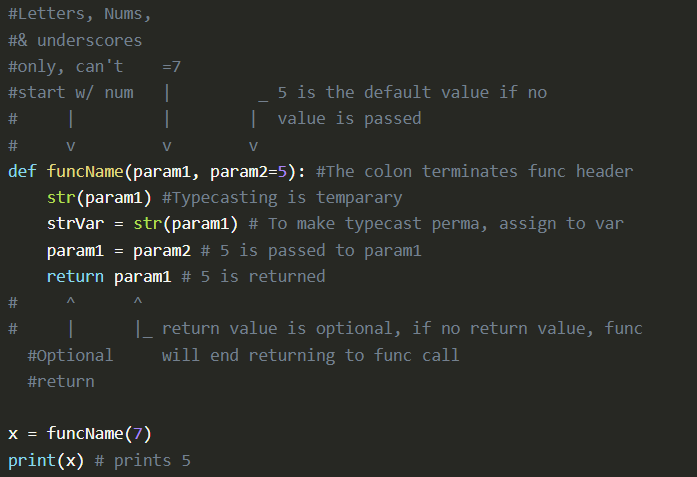 #Letters, Nums,
#& underscores
#only, can't    =7
#start w/ num   |         _ 5 is the default value if no
#     |         |        |  value is passed
#     v         v        v
def funcName(param1, param2=5): #The colon terminates func header
    str(param1) #Typecasting is temparary
    strVar = str(param1) # To make typecast perma, assign to var
    param1 = param2 # 5 is passed to param1
    return param1 # 5 is returned
#     ^      ^
#     |      |_ return value is optional, if no return value, func
  #Optional     will end returning to func call
  #return
x = funcName(7)
print(x) # prints 5